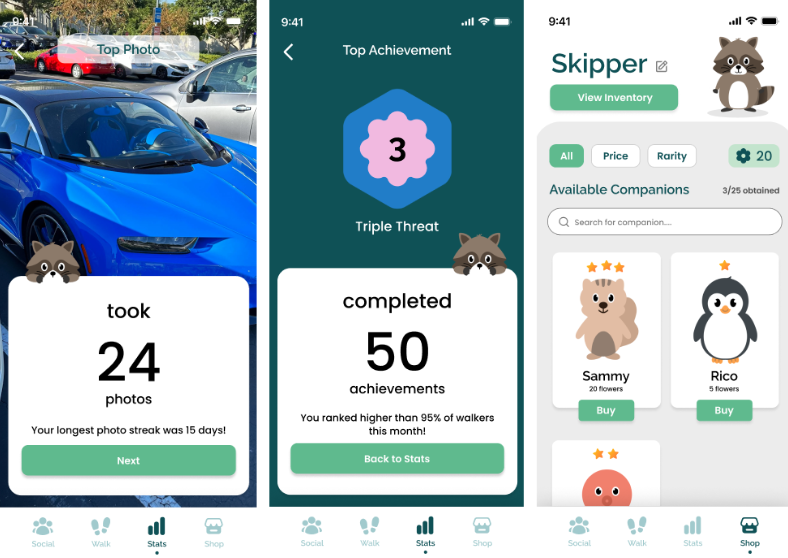 9:41
Top Photo
took
24
photos
Your longest photo streak was 15 days!
Next
Social
Walk
Stats
Shop
9:41
Top Achievement
3
Triple Threat
completed
50
achievements
You ranked higher than 95% of walkers
this month!
Back to Stats
Social
Walk
Stats
Shop
9:41
Skipper
View Inventory
All
Price
Rarity
20
Available Companions
3/25 obtained
Search for companion....
Sammy
20 flowers
Buy
Rico
5 flowers
Buy
Social
Walk
Stats
Shop